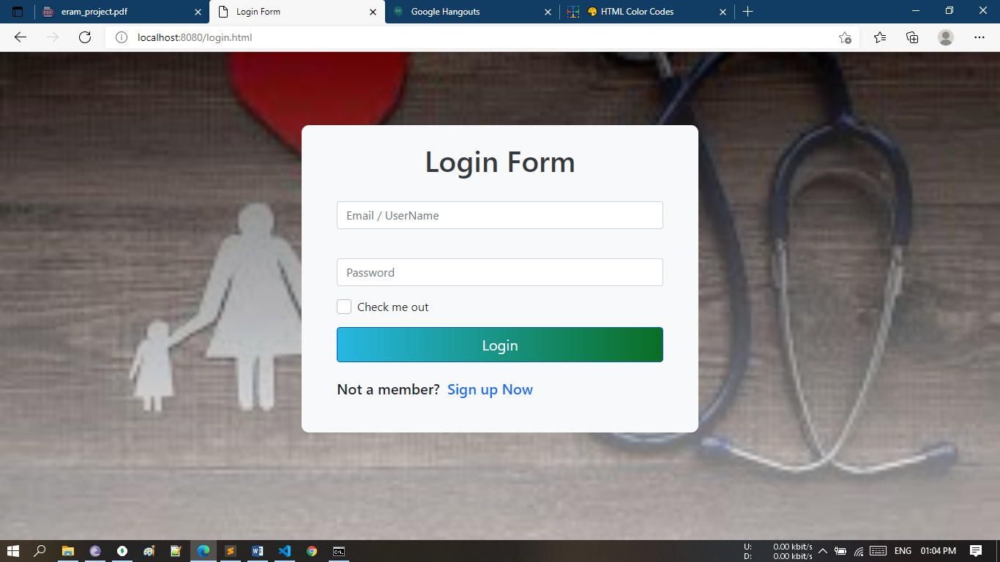 eram_project.pdf
Login Form
Google Hangouts
HTML Color Codes
localhost:8080/login.html
Login Form
Email / UserName
Password
Check me out
Login
Not a member? Sign up Now
U: 0.00 kbit/s
D: 0.00 kbit/s
ENG
01:04 PM